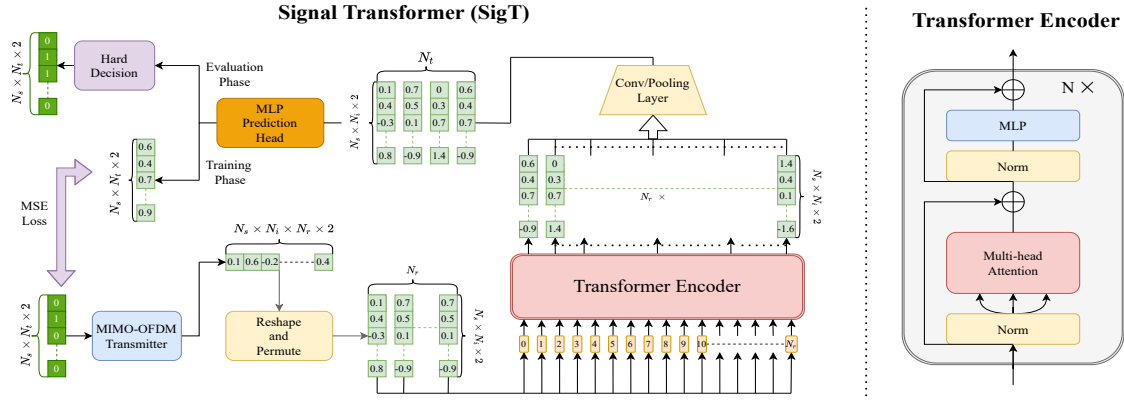 Signal Transformer (SigT)
Transformer Encoder
N_s × N_t × 2
0
1
1
0
Hard
Decision
Evaluation
Phase
MLP
Prediction
Head
Training
Phase
N_s × N_i × 2
N_t
0.1 0.7 0 0.6
0.4 0.5 0.3 0.4
-0.3 0.1 0.7 0.7
0.8 -0.9 1.4 -0.9
Conv/Pooling
Layer
N_s × N_t × 2
0.6
0.4
0.7
0.9
MSE
Loss
0.6 0 1.4
0.4 0.3 0.4
0.7 0.7 0.1
-0.9 1.4 -1.6
N_r ×
N_s × N_i × 2
Transformer Encoder
N_s × N_t × 2
0
1
0
0
MIMO-OFDM
Transmitter
N_s × N_i × N_r × 2
0.1 0.6 -0.2 0.4
Reshape
and
Permute
N_r
0.1 0.7 0.7
0.4 0.5 0.5
-0.3 0.1 0.1
0.8 -0.9 -0.9
N_s × N_i × 2
0 1 2 3 4 5 6 7 8 9 10 N_r
N ×
MLP
Norm
Multi-head
Attention
Norm